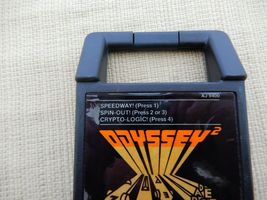 SPEEDWAY! (Press 1)
AJ 9400
SPIN-OUT! (Press 2 or 3)
CRYPTO-LOGIC! (Press 4)
ODYSSEY²